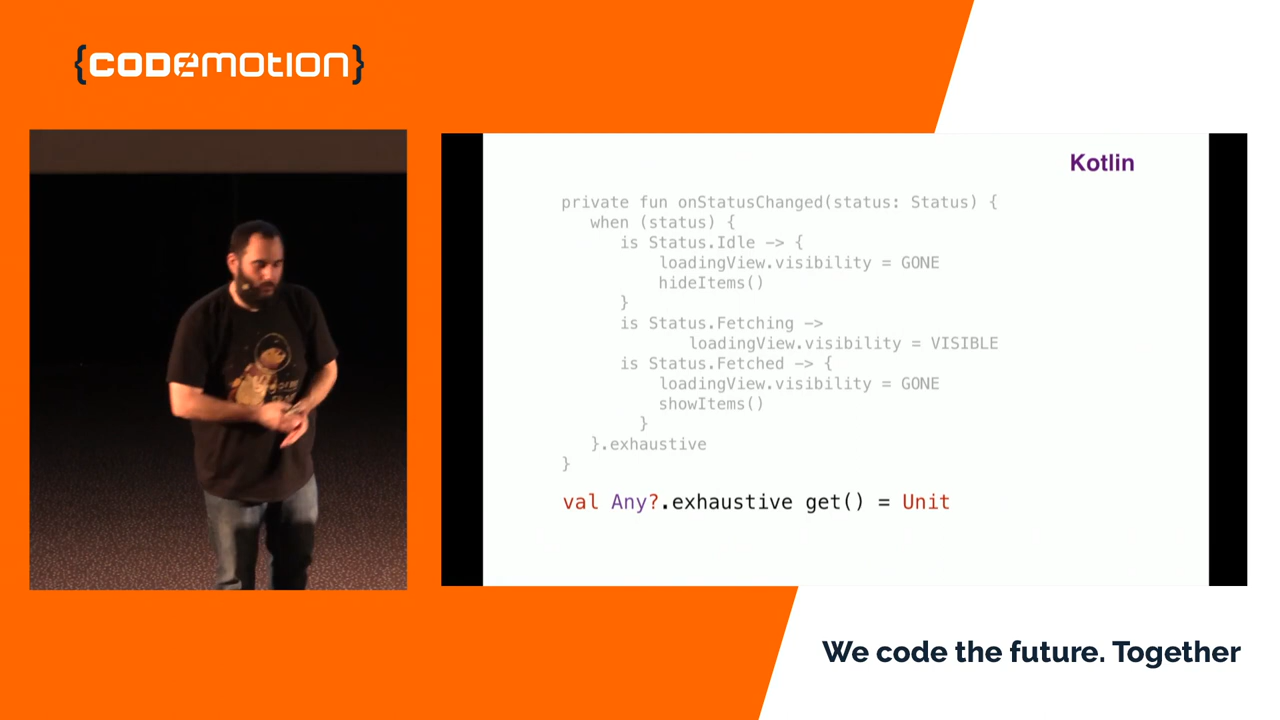 {CODEMOTION}
Kotlin
private fun onStatusChanged(status: Status) {
when (status) {
is Status.Idle -> {
loadingView.visibility = GONE
hideItems()
}
is Status.Fetching ->
loadingView.visibility = VISIBLE
is Status.Fetched -> {
loadingView.visibility = GONE
showItems()
}
}.exhaustive
}
val Any?.exhaustive get() = Unit
We code the future. Together